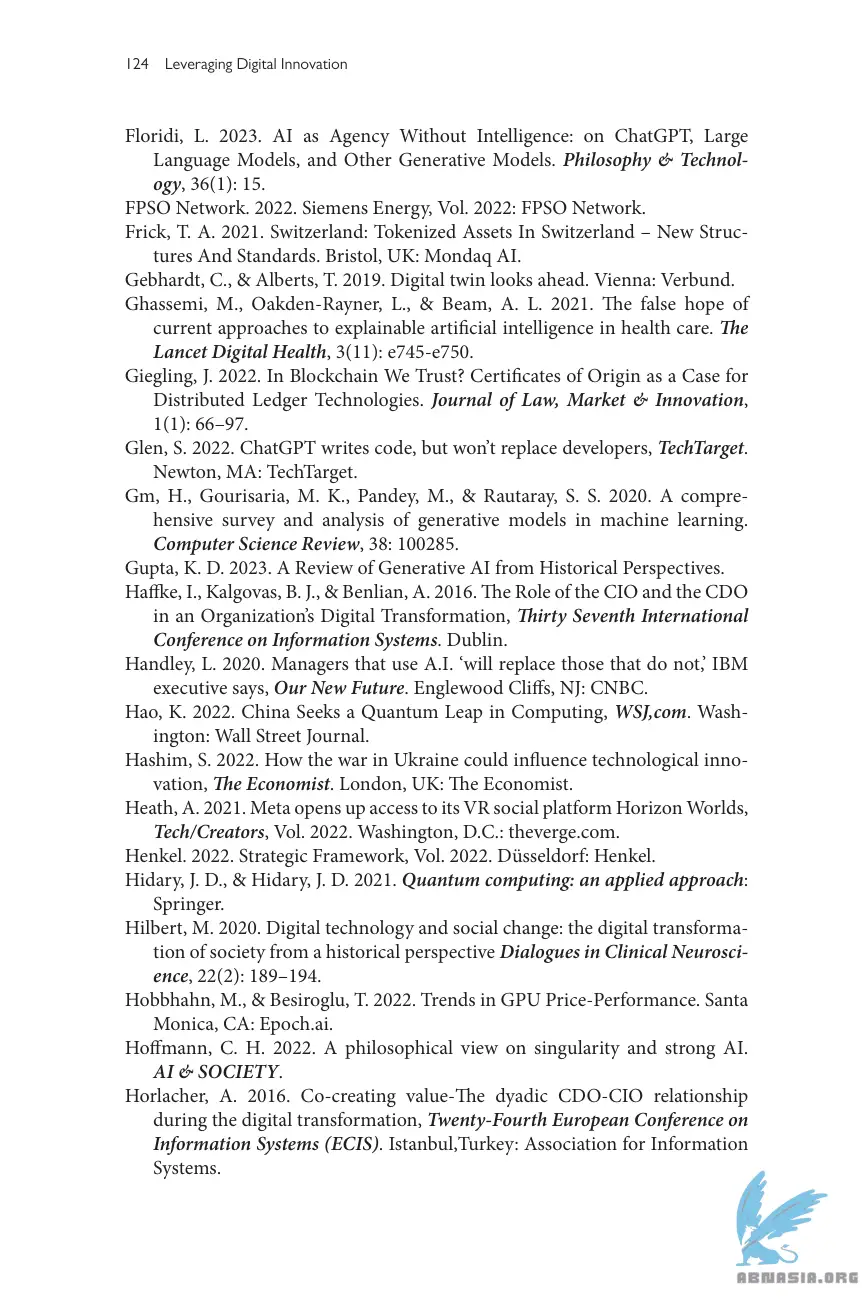 124 Leveraging Digital Innovation
Floridi, L. 2023. AI as Agency Without Intelligence: on ChatGPT, Large
Language Models, and Other Generative Models. Philosophy & Technol-
ogy, 36(1): 15.
FPSO Network. 2022. Siemens Energy, Vol. 2022: FPSO Network.
Frick, T. A. 2021. Switzerland: Tokenized Assets In Switzerland – New Struc-
tures And Standards. Bristol, UK: Mondaq AI.
Gebhardt, C., & Alberts, T. 2019. Digital twin looks ahead. Vienna: Verbund.
Ghassemi, M., Oakden-Rayner, L., & Beam, A. L. 2021. The false hope of
current approaches to explainable artificial intelligence in health care. The
Lancet Digital Health, 3(11): e745-e750.
Giegling, J. 2022. In Blockchain We Trust? Certificates of Origin as a Case for
Distributed Ledger Technologies. Journal of Law, Market & Innovation,
1(1): 66–97.
Glen, S. 2022. ChatGPT writes code, but won’t replace developers, TechTarget.
Newton, MA: TechTarget.
Gm, H., Gourisaria, M. K., Pandey, M., & Rautaray, S. S. 2020. A compre-
hensive survey and analysis of generative models in machine learning.
Computer Science Review, 38: 100285.
Gupta, K. D. 2023. A Review of Generative AI from Historical Perspectives.
Haffke, I., Kalgovas, B. J., & Benlian, A. 2016. The Role of the CIO and the CDO
in an Organization’s Digital Transformation, Thirty Seventh International
Conference on Information Systems. Dublin.
Handley, L. 2020. Managers that use A.I. ‘will replace those that do not,’ IBM
executive says, Our New Future. Englewood Cliffs, NJ: CNBC.
Hao, K. 2022. China Seeks a Quantum Leap in Computing, WSJ,com. Wash-
ington: Wall Street Journal.
Hashim, S. 2022. How the war in Ukraine could influence technological inno-
vation, The Economist. London, UK: The Economist.
Heath, A. 2021. Meta opens up access to its VR social platform Horizon Worlds,
Tech/Creators, Vol. 2022. Washington, D.C.: theverge.com.
Henkel. 2022. Strategic Framework, Vol. 2022. Düsseldorf: Henkel.
Hidary, J. D., & Hidary, J. D. 2021. Quantum computing: an applied approach:
Springer.
Hilbert, M. 2020. Digital technology and social change: the digital transforma-
tion of society from a historical perspective Dialogues in Clinical Neurosci-
ence, 22(2): 189–194.
Hobbhahn, M., & Besiroglu, T. 2022. Trends in GPU Price-Performance. Santa
Monica, CA: Epoch.ai.
Hoffmann, C. H. 2022. A philosophical view on singularity and strong AI.
AI & SOCIETY.
Horlacher, A. 2016. Co-creating value-The dyadic CDO-CIO relationship
during the digital transformation, Twenty-Fourth European Conference on
Information Systems (ECIS). Istanbul,Turkey: Association for Information
Systems.
ABNASIA.ORG